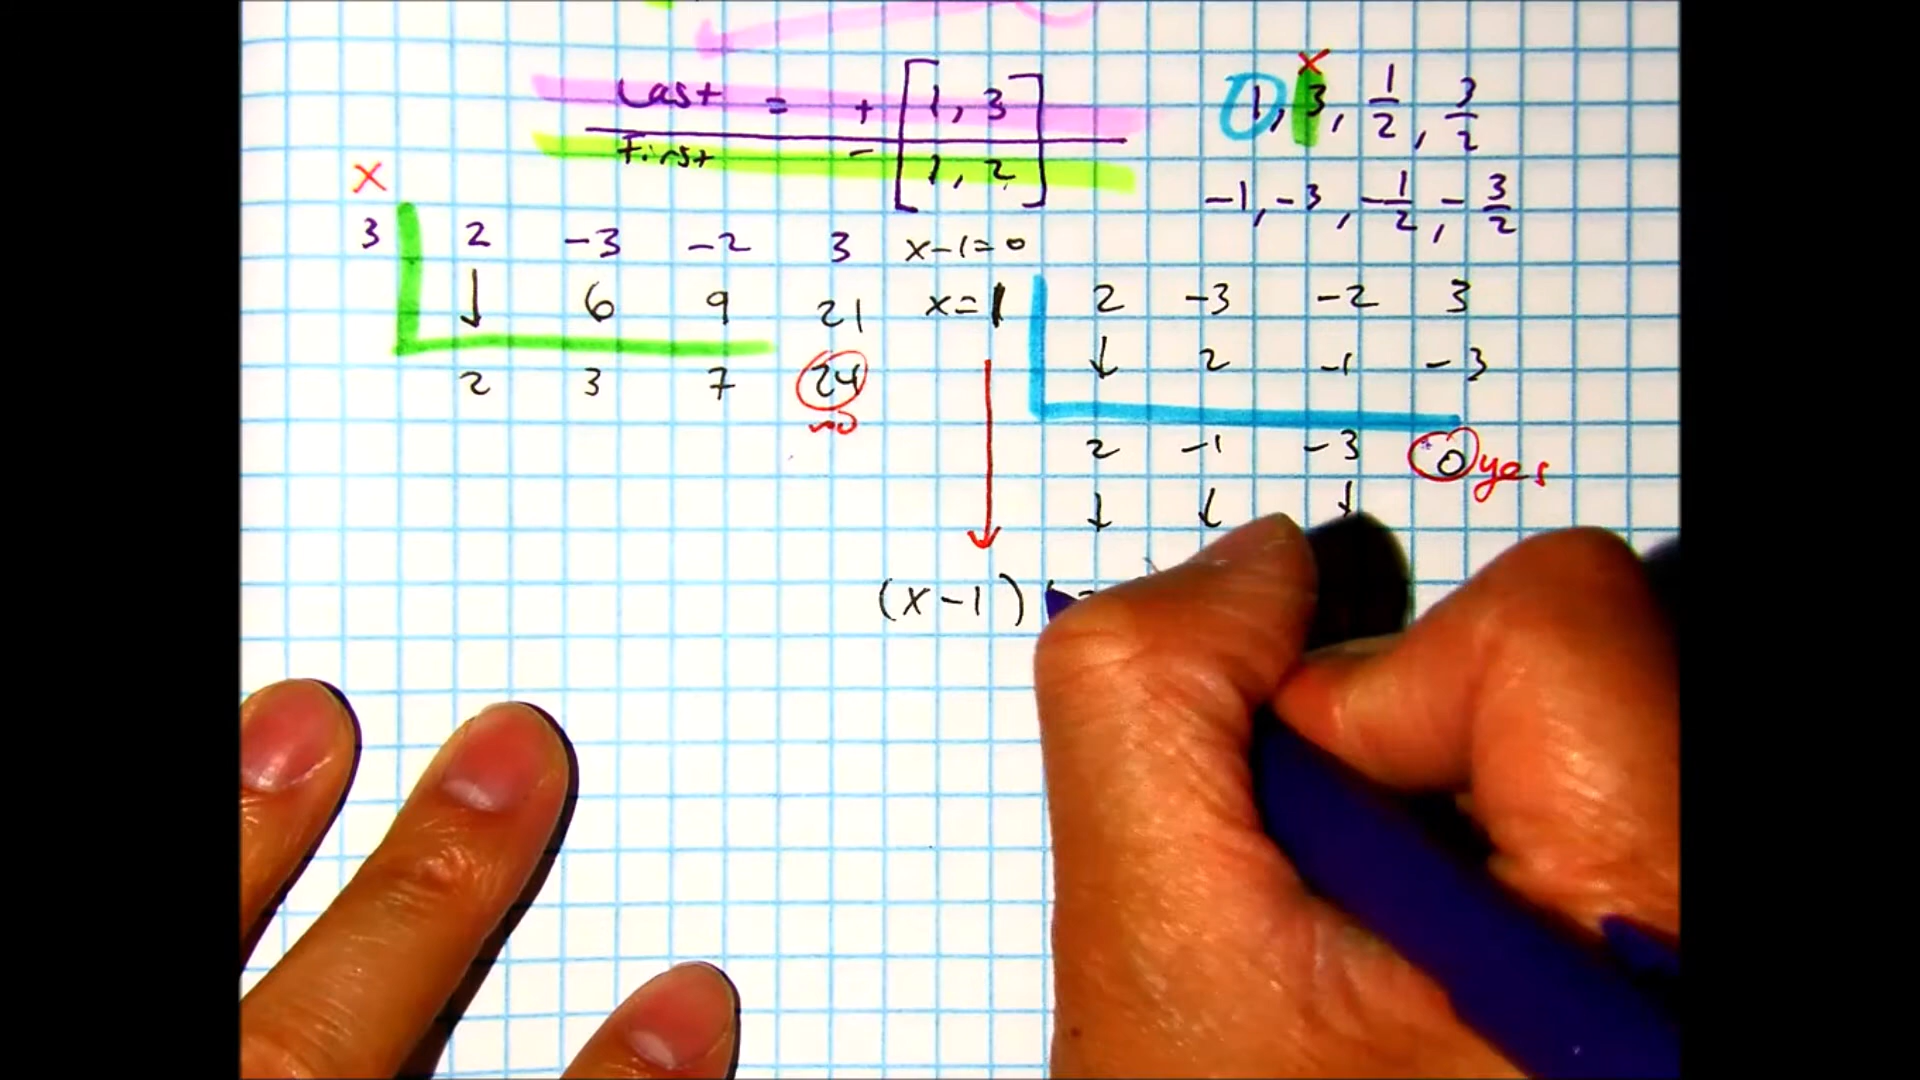 Last = + [1, 3]
First - [1, 2]
x
1, 3, 1/2, 3/2
-1, -3, -1/2, -3/2
x
3 2 -3 -2 3
↓ 6 9 21
2 3 7 24
no
x-1=0
x=1 2 -3 -2 3
↓ 2 -1 -3
2 -1 -3 0 yes
↓ ↓ ↓
(x-1)